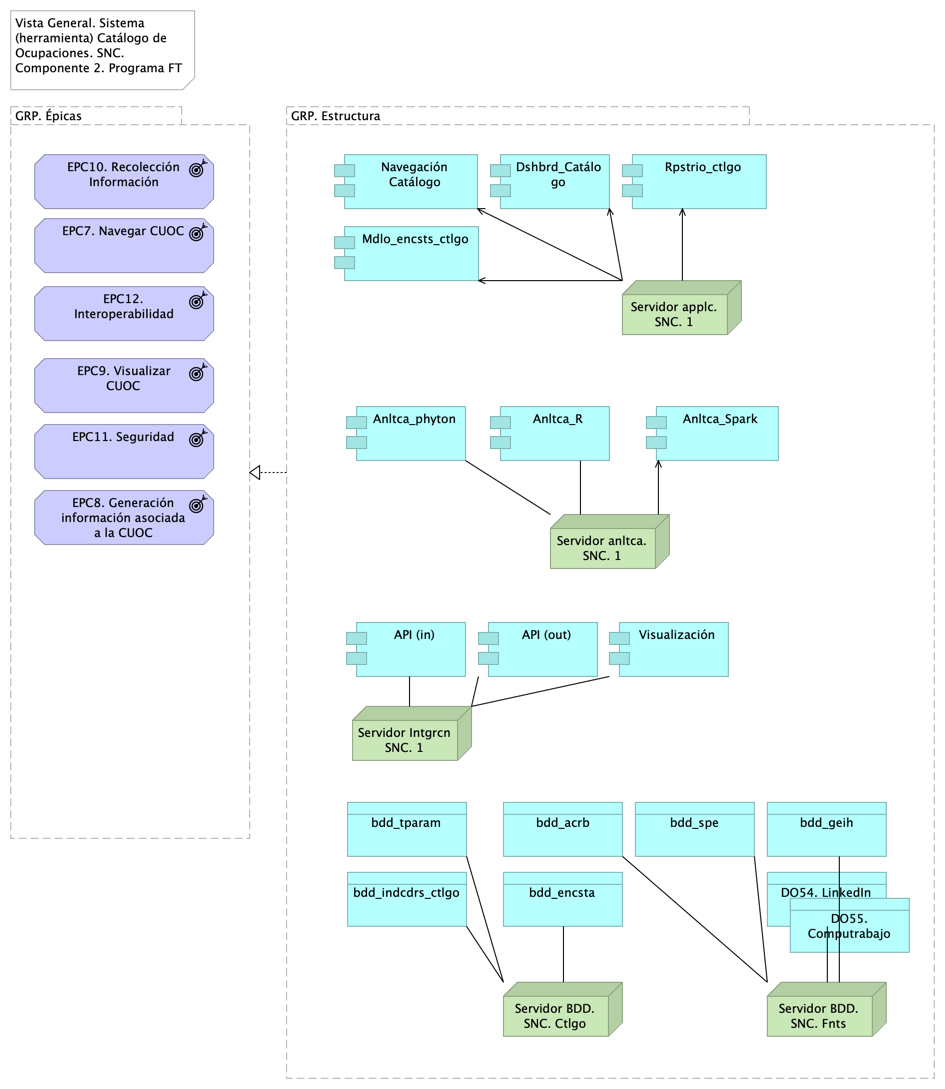 Vista General. Sistema
(herramienta) Catálogo de
Ocupaciones. SNC.
Componente 2. Programa FT
GRP. Épicas
EPC10. Recolección
Información
EPC7. Navegar CUOC
EPC12.
Interoperabilidad
EPC9. Visualizar
CUOC
EPC11. Seguridad
EPC8. Generación
información asociada
a la CUOC
GRP. Estructura
Navegación
Catálogo
Dshbrd_Catálo
go
Rpstrio_ctlgo
Mdlo_encsts_ctlgo
Servidor applc.
SNC. 1
Anltca_phyton
Anltca_R
Anltca_Spark
Servidor anltca.
SNC. 1
API (in)
API (out)
Visualización
Servidor Intgrcn
SNC. 1
bdd_tparam
bdd_acrb
bdd_spe
bdd_geih
bdd_indcdrs_ctlgo
bdd_encsta
DO54. LinkedIn
DO55.
Computrabajo
Servidor BDD.
SNC. Ctlgo
Servidor BDD.
SNC. Fnts